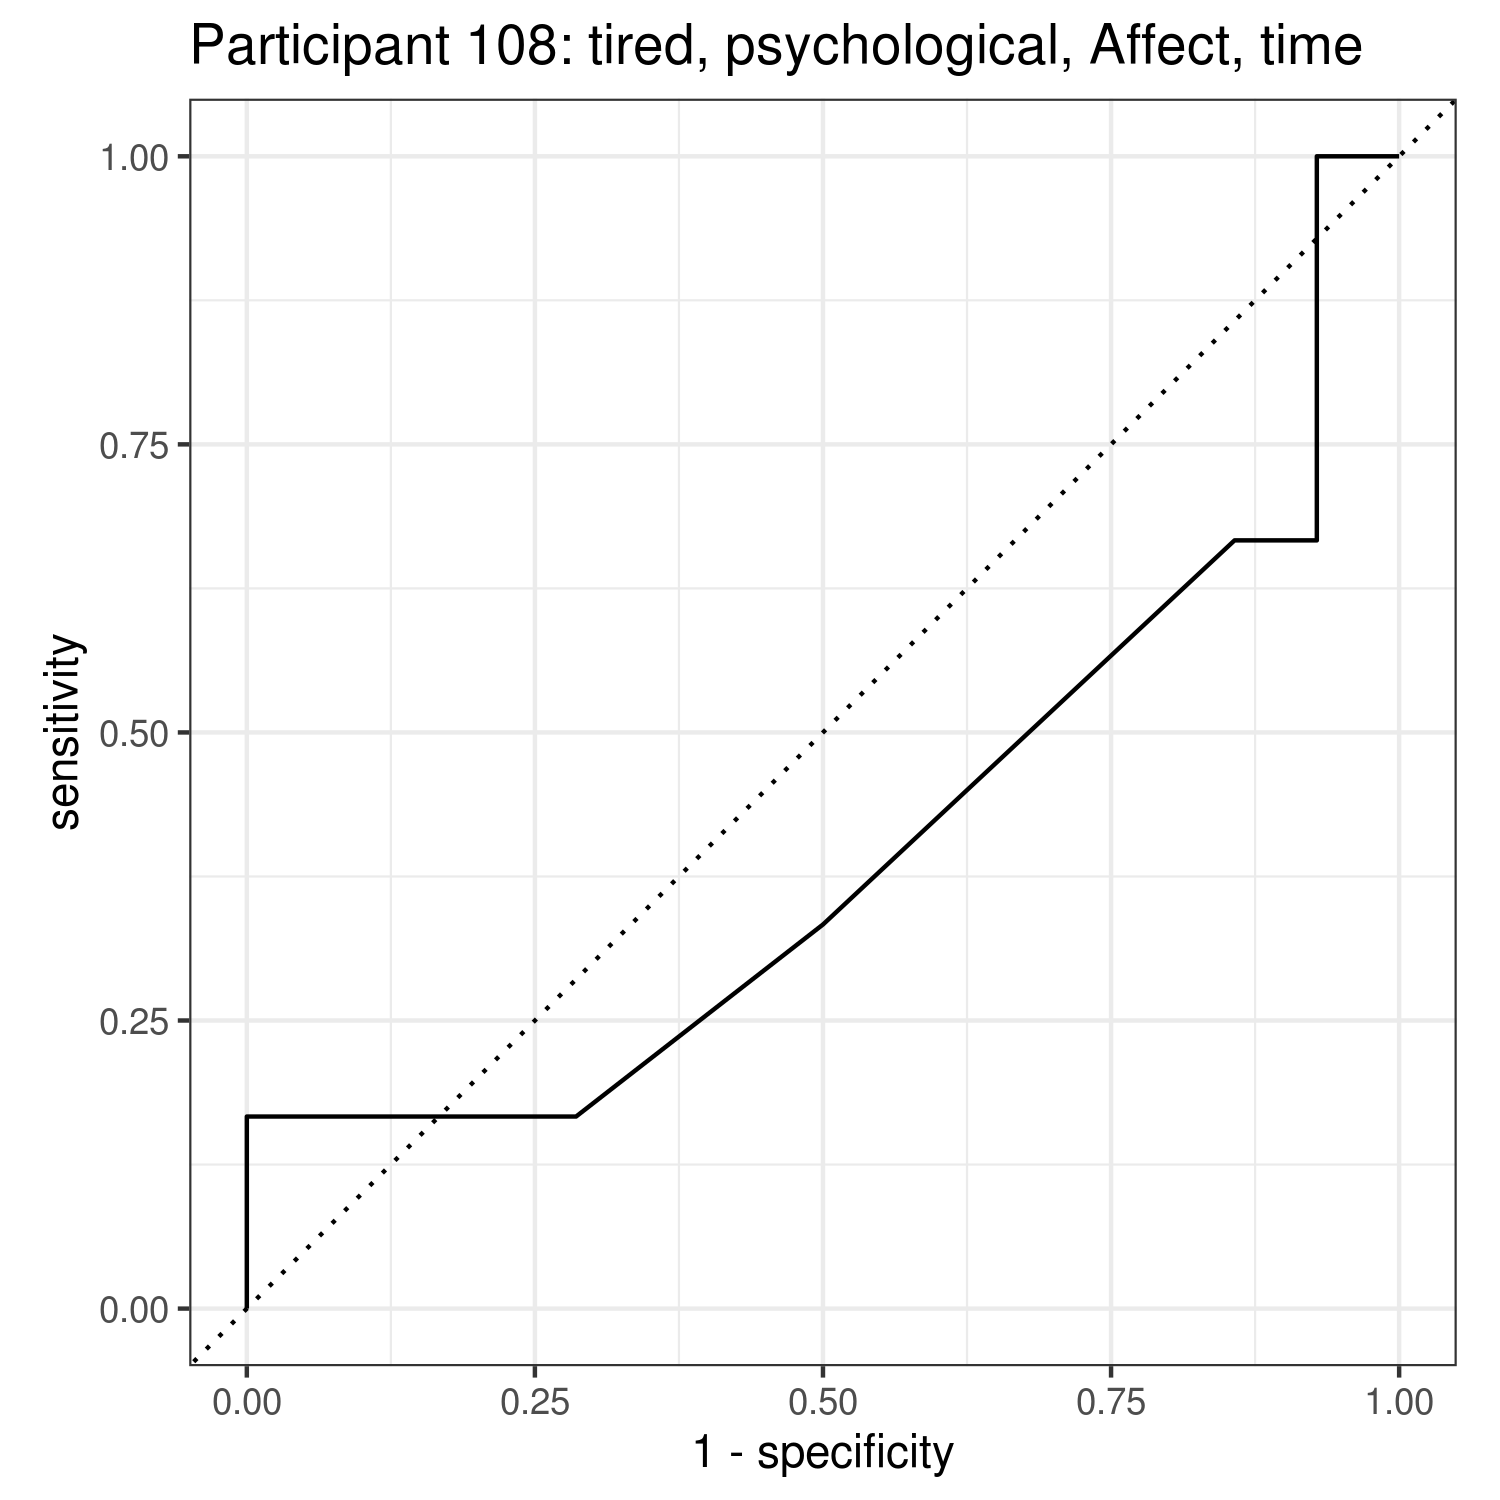 Participant 108: tired, psychological, Affect, time
1.00
0.75
0.50
0.25
0.00
sensitivity
0.00 0.25 0.50 0.75 1.00
1 - specificity